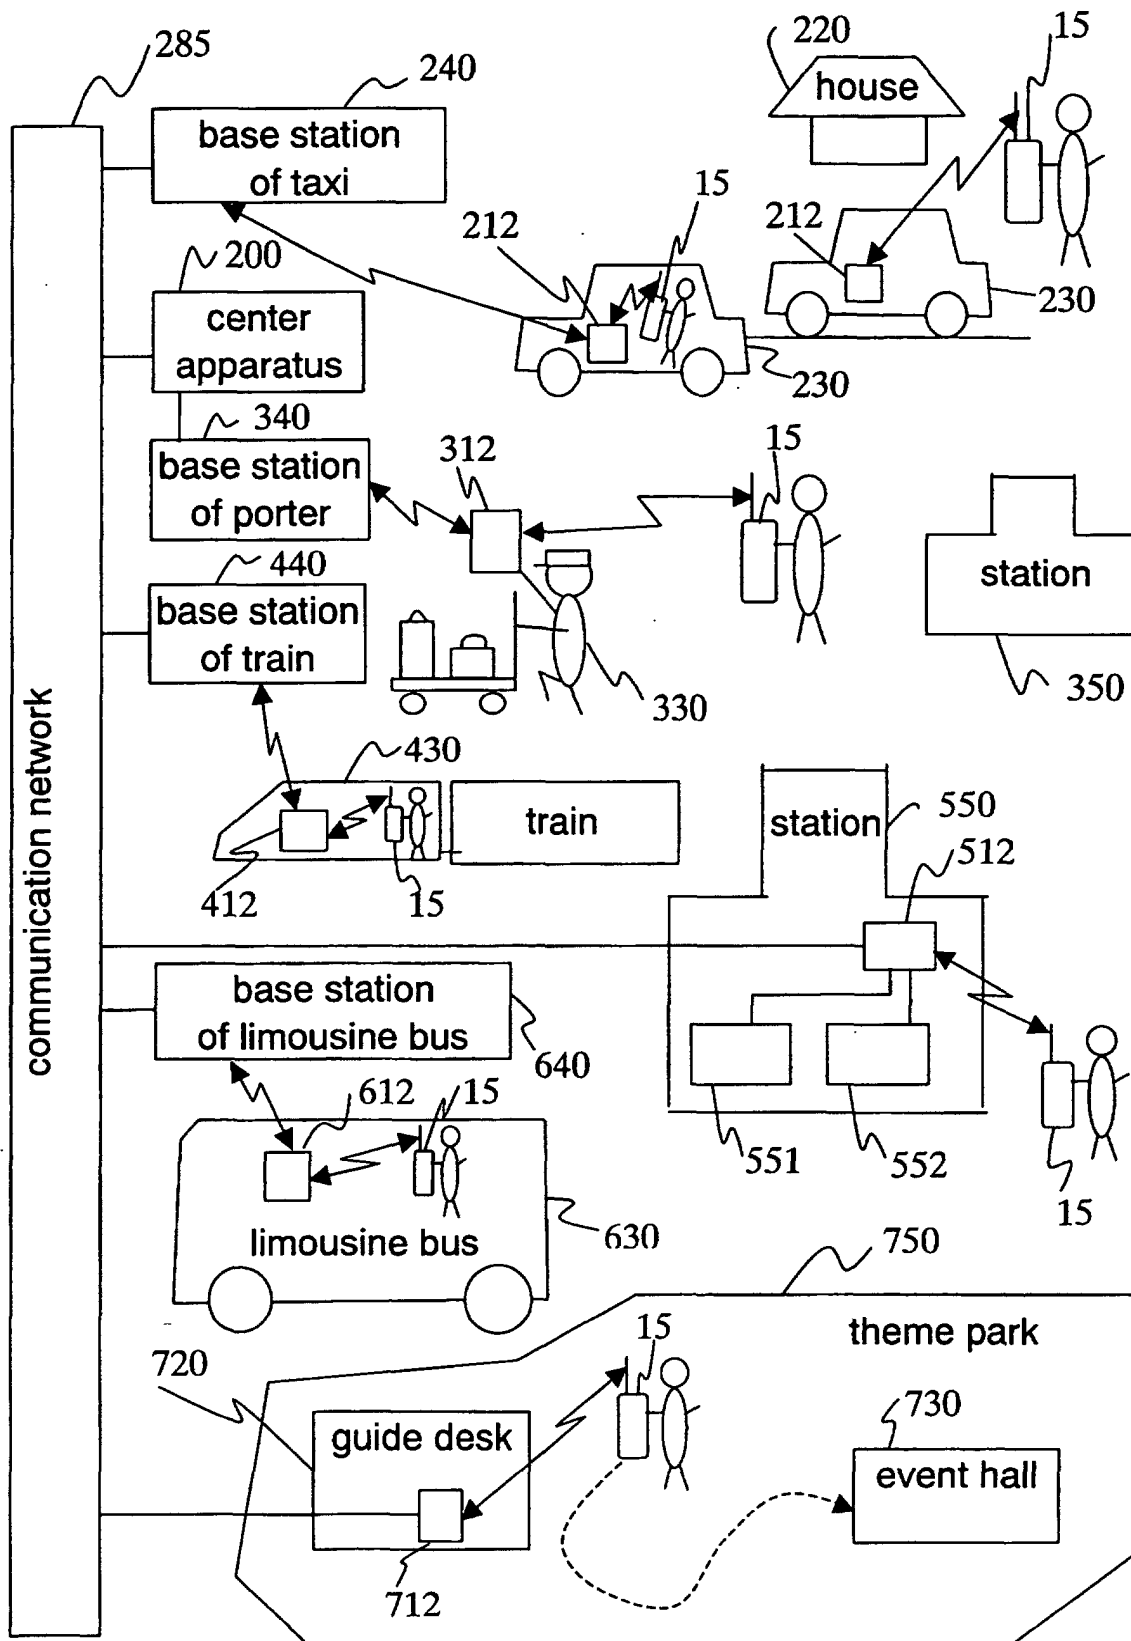 285
240
220
15
base station
of taxi
house
15
212
212
200
230
center
apparatus
230
340
15
312
base station
of porter
440
station
base station
of train
350
330
430
550
train
station
512
412
15
communication network
base station
of limousine bus
640
612
15
551
552
15
limousine bus
630
750
theme park
15
720
730
guide desk
event hall
712